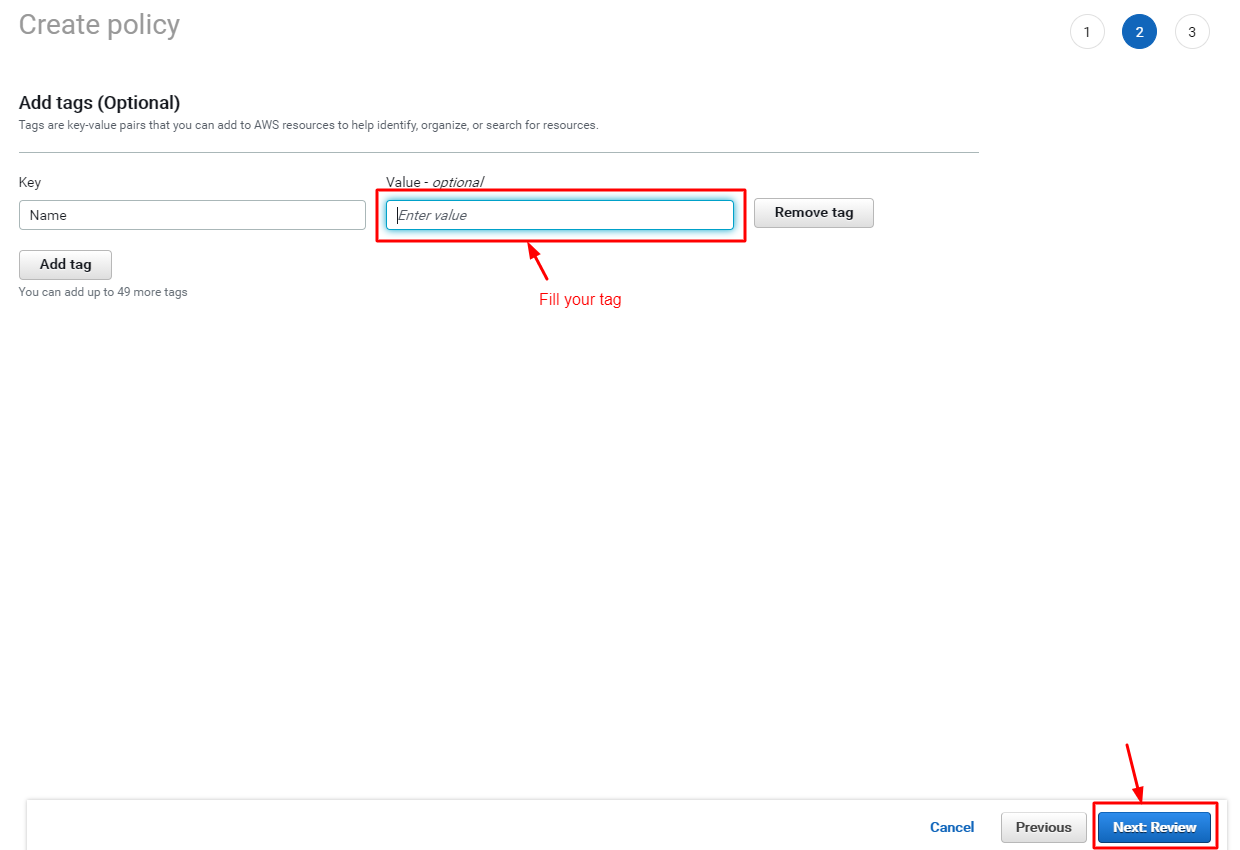 Create policy
1 2 3
Add tags (Optional)
Tags are key-value pairs that you can add to AWS resources to help identify, organize, or search for resources.
Key Value - optional
Name Enter value Remove tag
Add tag
You can add up to 49 more tags
Fill your tag
Cancel Previous Next: Review